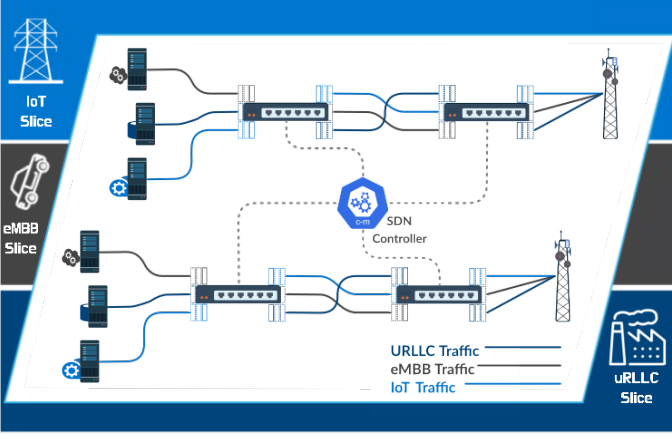 IoT
Slice
eMBB
Slice
c-m
SDN
Controller
URLLC Traffic
eMBB Traffic
IoT Traffic
uRLLC
Slice